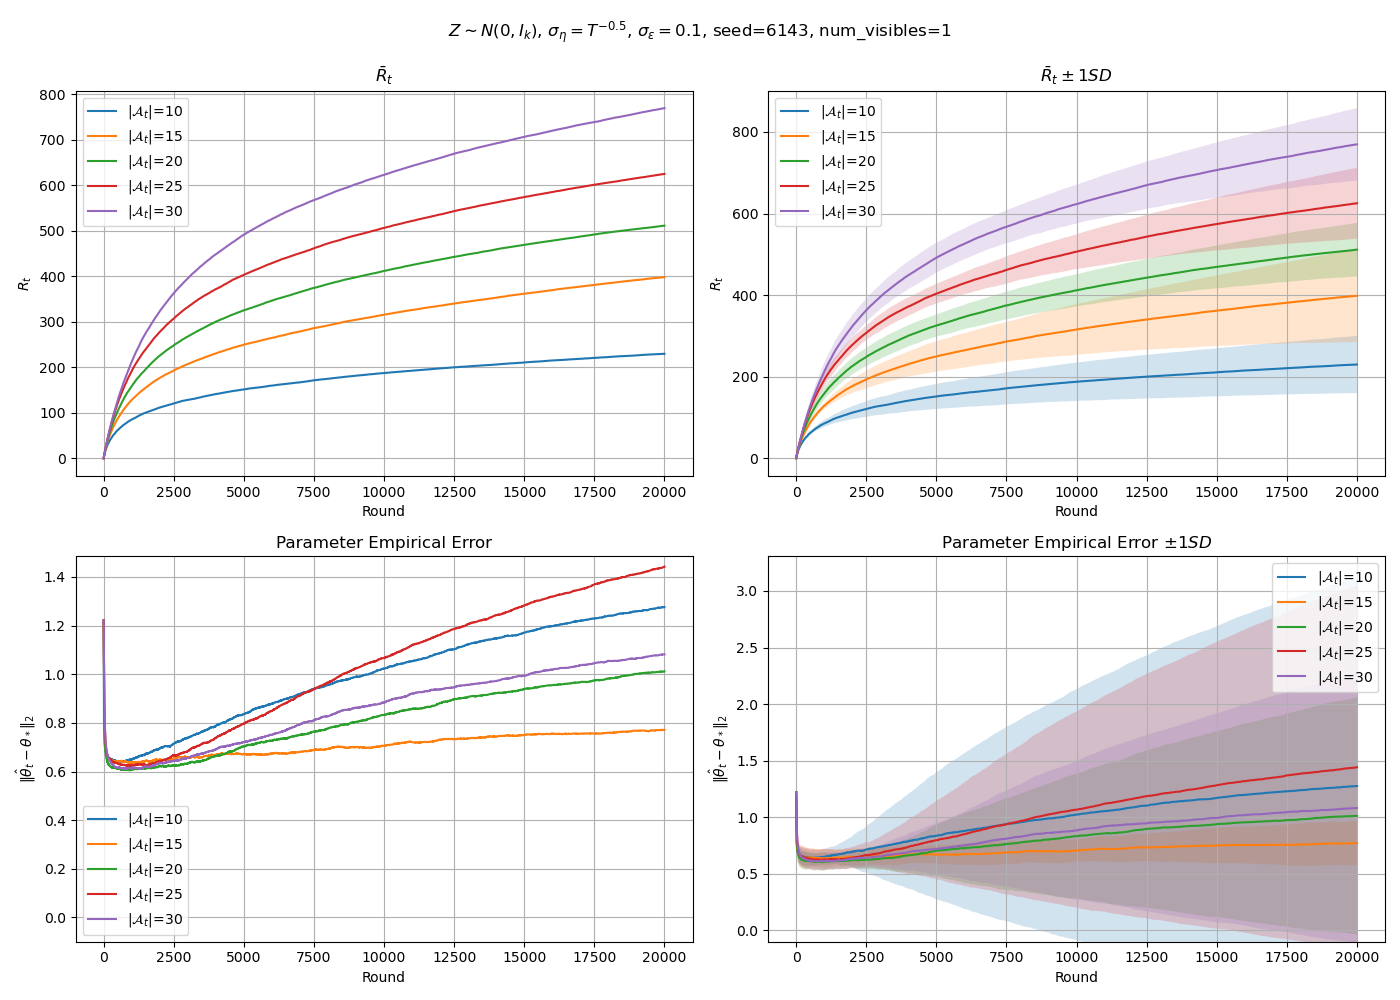 Z ∼ N(0, I_k), σ_η = T^{−0.5}, σ_ε = 0.1, seed=6143, num_visibles=1
R̄_t
R_t
800
700
600
500
400
300
200
100
0
|𝒜_t|=10
|𝒜_t|=15
|𝒜_t|=20
|𝒜_t|=25
|𝒜_t|=30
0 2500 5000 7500 10000 12500 15000 17500 20000
Round
R̄_t ± 1SD
R_t
800
600
400
200
0
|𝒜_t|=10
|𝒜_t|=15
|𝒜_t|=20
|𝒜_t|=25
|𝒜_t|=30
0 2500 5000 7500 10000 12500 15000 17500 20000
Round
Parameter Empirical Error
‖θ̂_t − θ_*‖_2
1.4
1.2
1.0
0.8
0.6
0.4
0.2
0.0
|𝒜_t|=10
|𝒜_t|=15
|𝒜_t|=20
|𝒜_t|=25
|𝒜_t|=30
0 2500 5000 7500 10000 12500 15000 17500 20000
Round
Parameter Empirical Error ±1SD
‖θ̂_t − θ_*‖_2
3.0
2.5
2.0
1.5
1.0
0.5
0.0
|𝒜_t|=10
|𝒜_t|=15
|𝒜_t|=20
|𝒜_t|=25
|𝒜_t|=30
0 2500 5000 7500 10000 12500 15000 17500 20000
Round